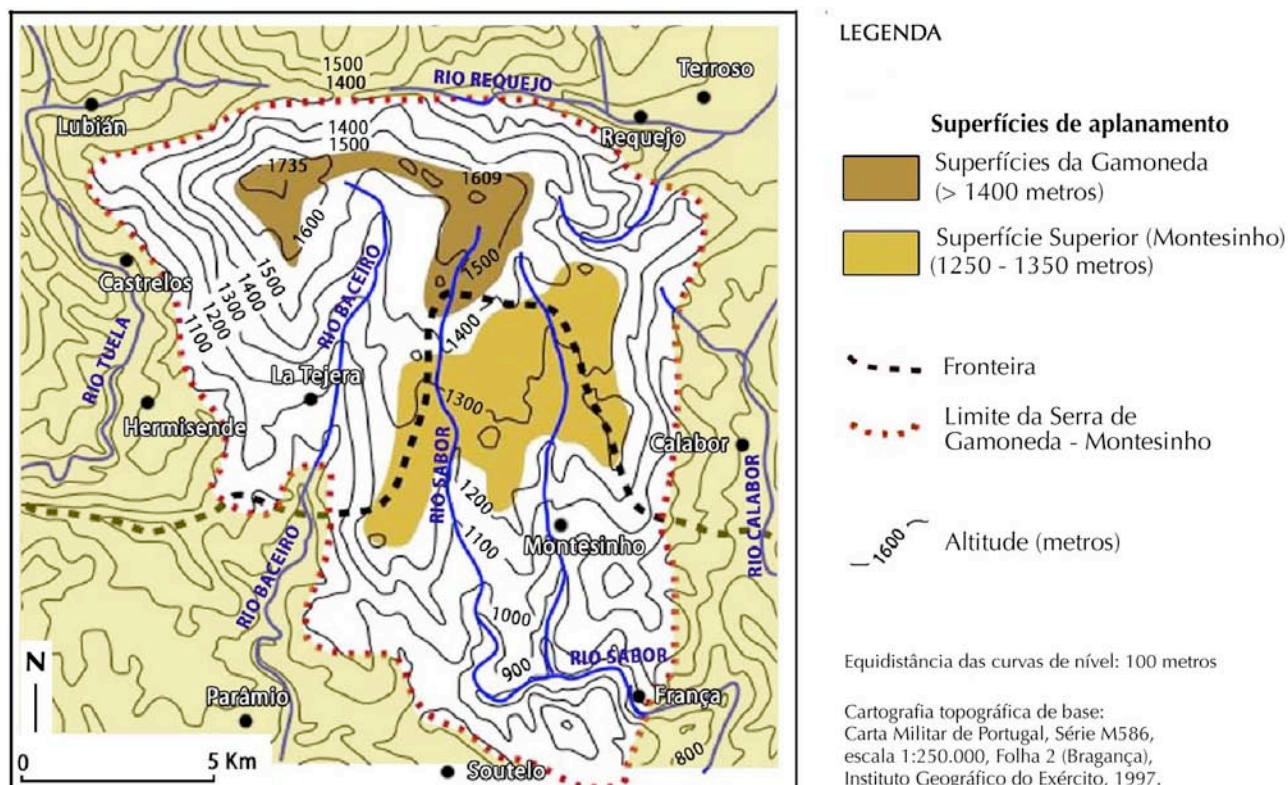 1500
1400
RIO REQUEJO
Terroso
Lubián
Requejo
1400
1500
1735
1609
1600
1500
Castrelos
1500
1400
1300
1200
1100
RIO BACEIRO
1400
RIO TUELA
La Tejera
1300
Hermisende
RIO SABOR
Calabor
1200
Montesinho
1100
RIO CALABOR
RIO BACEIRO
1000
N
RIO SABOR
900
França
Parâmio
800
0
5 Km
Soutelo
LEGENDA
Superfícies de aplanamento
Superfícies da Gamoneda
(> 1400 metros)
Superfície Superior (Montesinho)
(1250 - 1350 metros)
Fronteira
Limite da Serra de
Gamoneda - Montesinho
1600
Altitude (metros)
Equidistância das curvas de nível: 100 metros
Cartografia topográfica de base:
Carta Militar de Portugal, Série M586,
escala 1:250.000, Folha 2 (Bragança),
Instituto Geográfico do Exército, 1997.